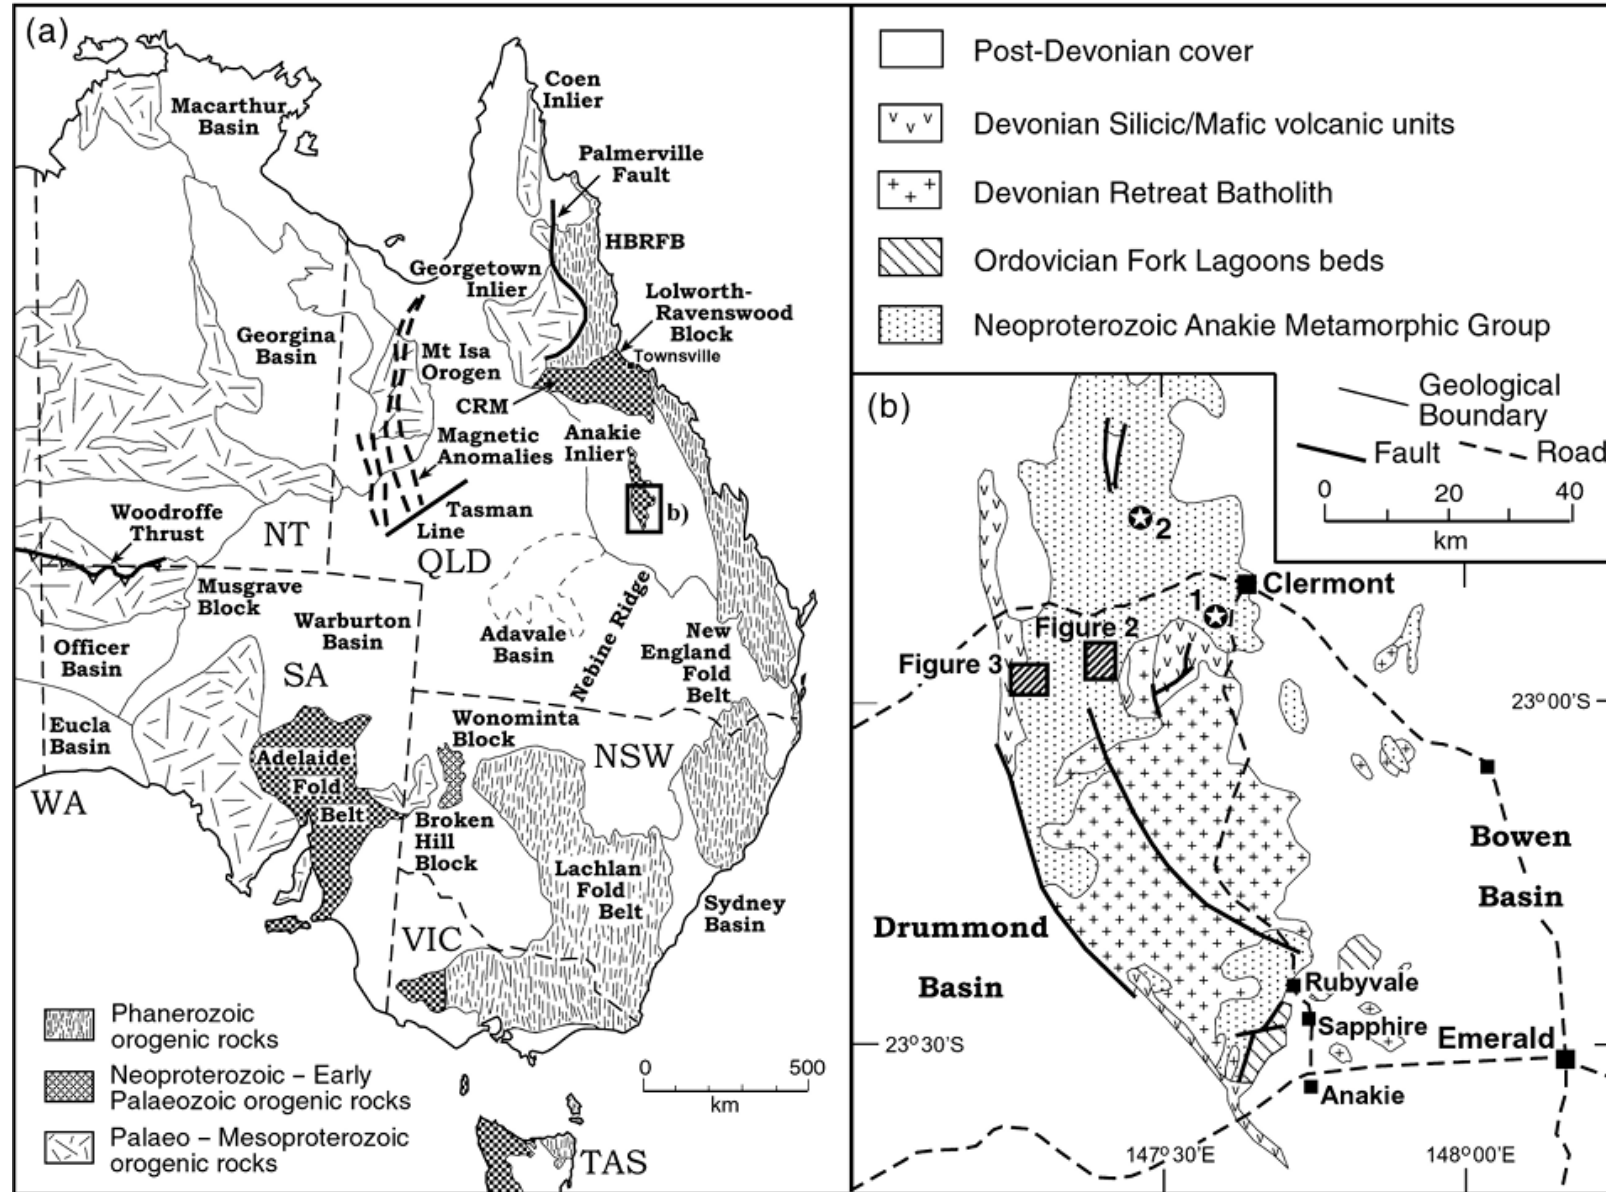 (a)
Macarthur
Basin
Coen
Inlier
Palmerville
Fault
HBRFB
Georgetown
Inlier
Lolworth-
Ravenswood
Block
Townsville
Georgina
Basin
Mt Isa
Orogen
CRM
Magnetic
Anomalies
Anakie
Inlier
b)
Woodroffe
Thrust
NT
Tasman
Line
QLD
Musgrave
Block
Warburton
Basin
Officer
Basin
SA
Adavale
Basin
Nebine Ridge
New
England
Fold
Belt
Eucla
Basin
Wonominta
Block
NSW
Adelaide
Fold
Belt
WA
Broken
Hill
Block
Lachlan
Fold
Belt
Sydney
Basin
VIC
TAS
Phanerozoic
orogenic rocks
Neoproterozoic – Early
Palaeozoic orogenic rocks
Palaeo – Mesoproterozoic
orogenic rocks
0 500
km
Post-Devonian cover
Devonian Silicic/Mafic volcanic units
Devonian Retreat Batholith
Ordovician Fork Lagoons beds
Neoproterozoic Anakie Metamorphic Group
Geological
Boundary
Fault
Road
0 20 40
km
(b)
2
Clermont
1
Figure 2
Figure 3
23°00'S
Bowen
Basin
Drummond
Basin
Rubyvale
Sapphire
Emerald
23°30'S
Anakie
147°30'E
148°00'E